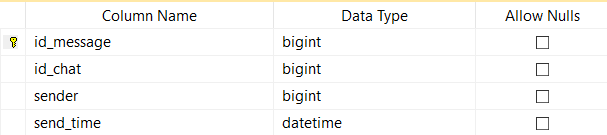 Column Name Data Type Allow Nulls
id_message bigint
id_chat bigint
sender bigint
send_time datetime